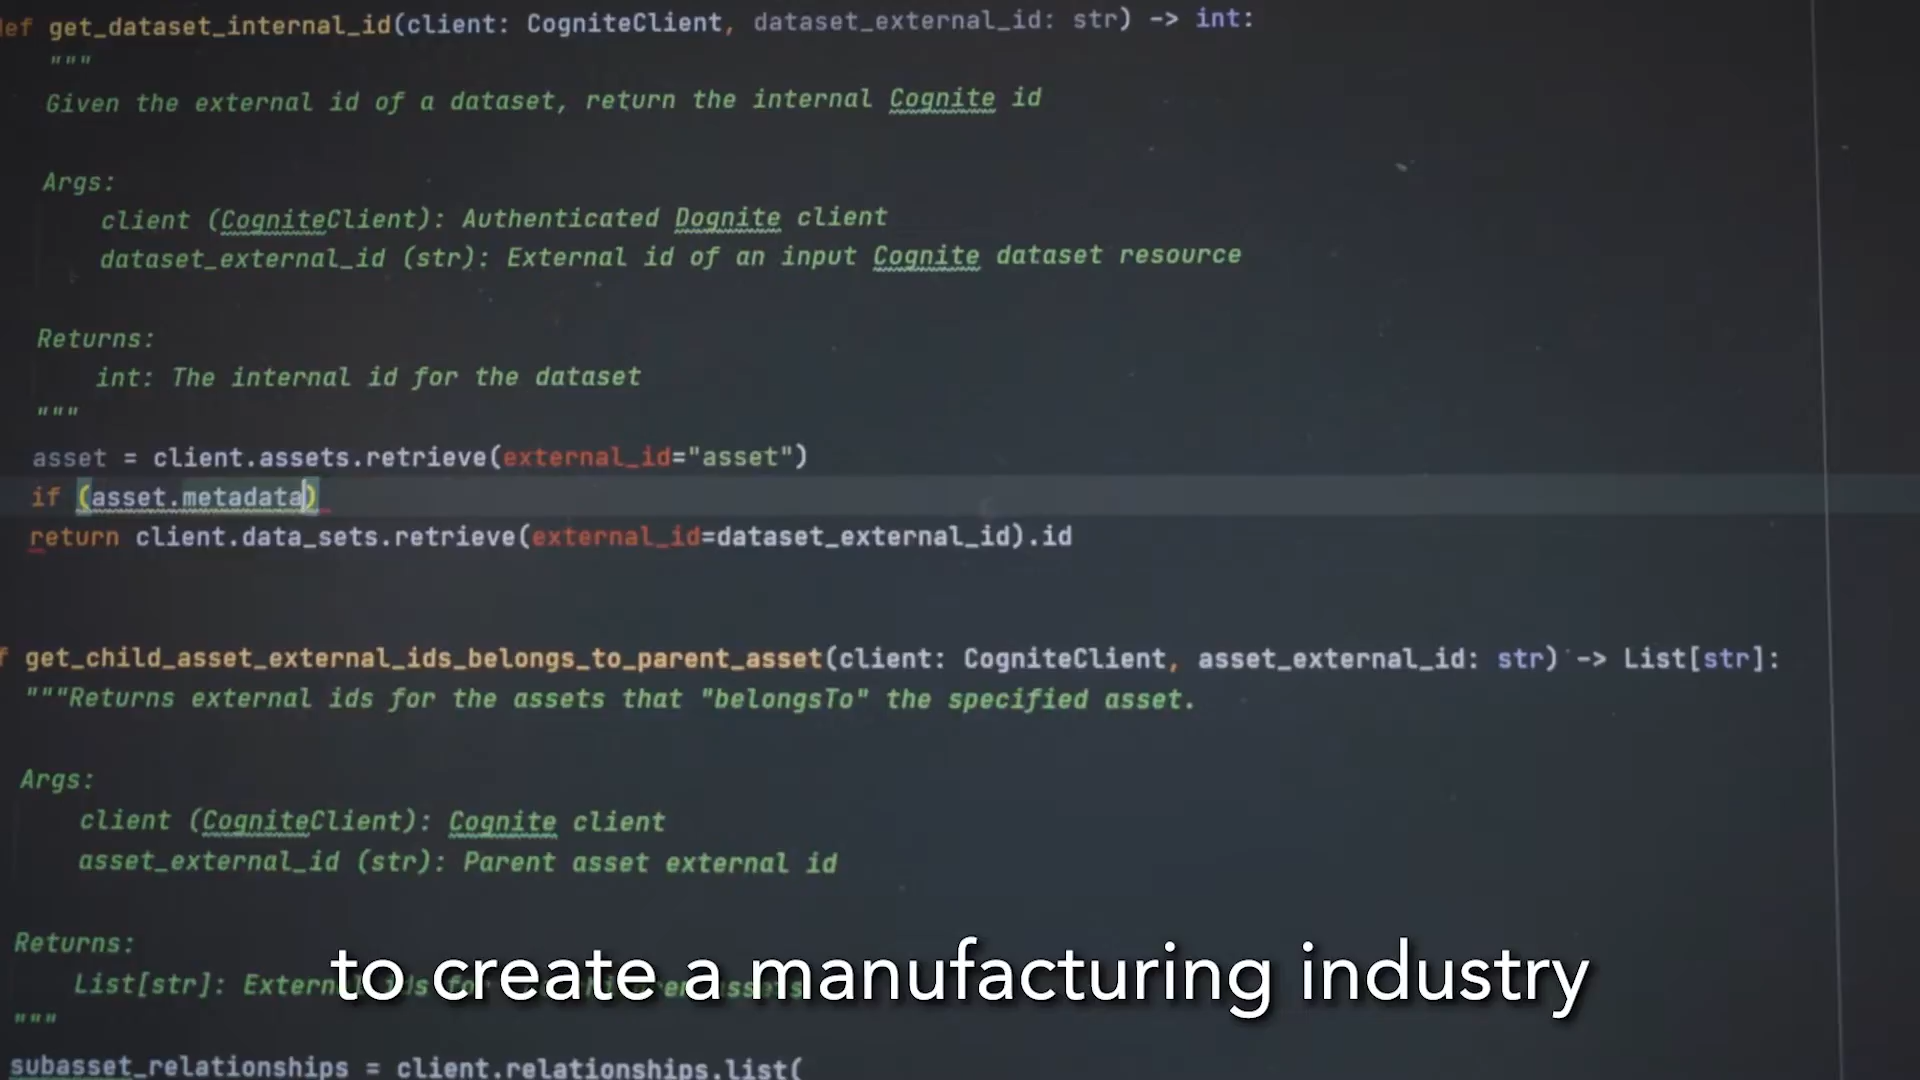 def get_dataset_internal_id(client: CogniteClient, dataset_external_id: str) -> int:
"""
Given the external id of a dataset, return the internal Cognite id
Args:
client (CogniteClient): Authenticated Dognite client
dataset_external_id (str): External id of an input Cognite dataset resource
Returns:
int: The internal id for the dataset
"""
asset = client.assets.retrieve(external_id="asset")
if (asset.metadata)
return client.data_sets.retrieve(external_id=dataset_external_id).id
f get_child_asset_external_ids_belongs_to_parent_asset(client: CogniteClient, asset_external_id: str) -> List[str]:
"""Returns external ids for the assets that "belongsTo" the specified asset.
Args:
client (CogniteClient): Cognite client
asset_external_id (str): Parent asset external id
Returns:
List[str]: External ids for assets
to create a manufacturing industry
"""
subasset_relationships = client.relationships.list(